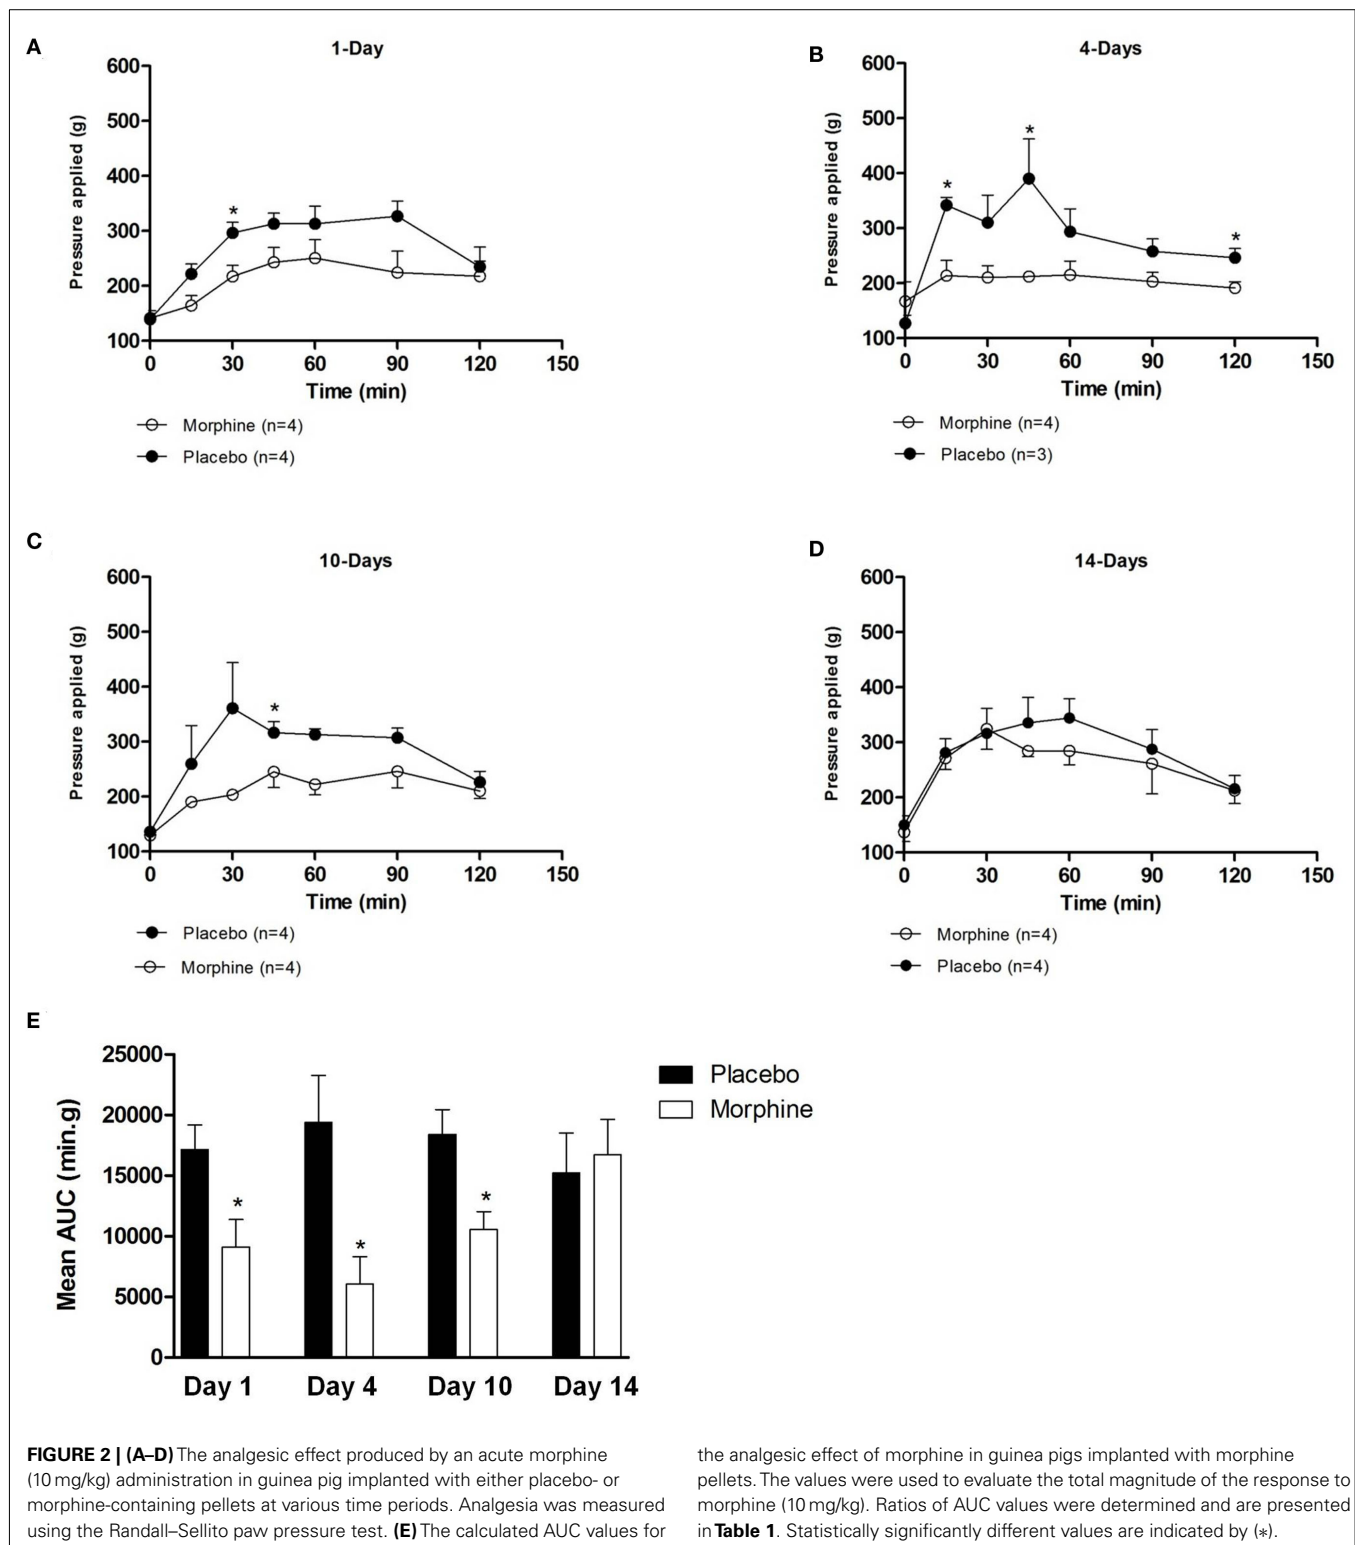 A
1-Day
600
500
400
300
200
100
Pressure applied (g)
*
0 30 60 90 120 150
Time (min)
Morphine (n=4)
Placebo (n=4)
B
4-Days
600
500
400
300
200
100
Pressure applied (g)
*
*
*
0 30 60 90 120 150
Time (min)
Morphine (n=4)
Placebo (n=3)
C
10-Days
600
500
400
300
200
100
Pressure applied (g)
*
0 30 60 90 120 150
Time (min)
Placebo (n=4)
Morphine (n=4)
D
14-Days
600
500
400
300
200
100
Pressure applied (g)
0 30 60 90 120 150
Time (min)
Morphine (n=4)
Placebo (n=4)
E
25000
20000
15000
10000
5000
0
Mean AUC (min.g)
*
*
*
Day 1 Day 4 Day 10 Day 14
Placebo
Morphine
FIGURE 2 | (A–D) The analgesic effect produced by an acute morphine
(10 mg/kg) administration in guinea pig implanted with either placebo- or
morphine-containing pellets at various time periods. Analgesia was measured
using the Randall–Sellito paw pressure test. (E) The calculated AUC values for
the analgesic effect of morphine in guinea pigs implanted with morphine
pellets. The values were used to evaluate the total magnitude of the response to
morphine (10 mg/kg). Ratios of AUC values were determined and are presented
in Table 1. Statistically significantly different values are indicated by (*).